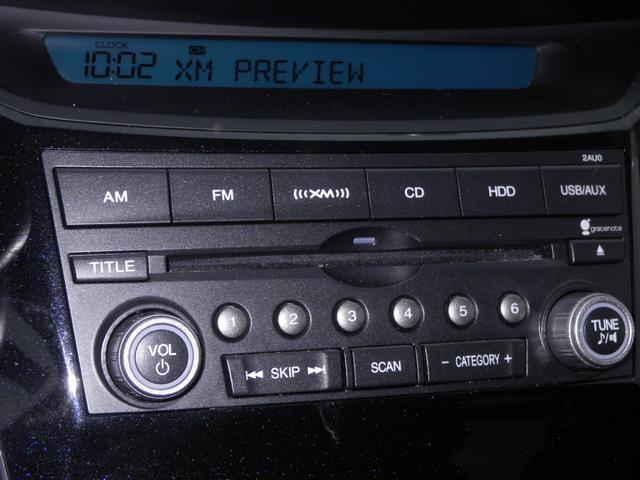 CLOCK CH
10:02 XM PREVIEW
2AU0
AM FM (((XM))) CD HDD USB/AUX
gracenote
TITLE
1 2 3 4 5 6
VOL
TUNE
SKIP SCAN - CATEGORY +